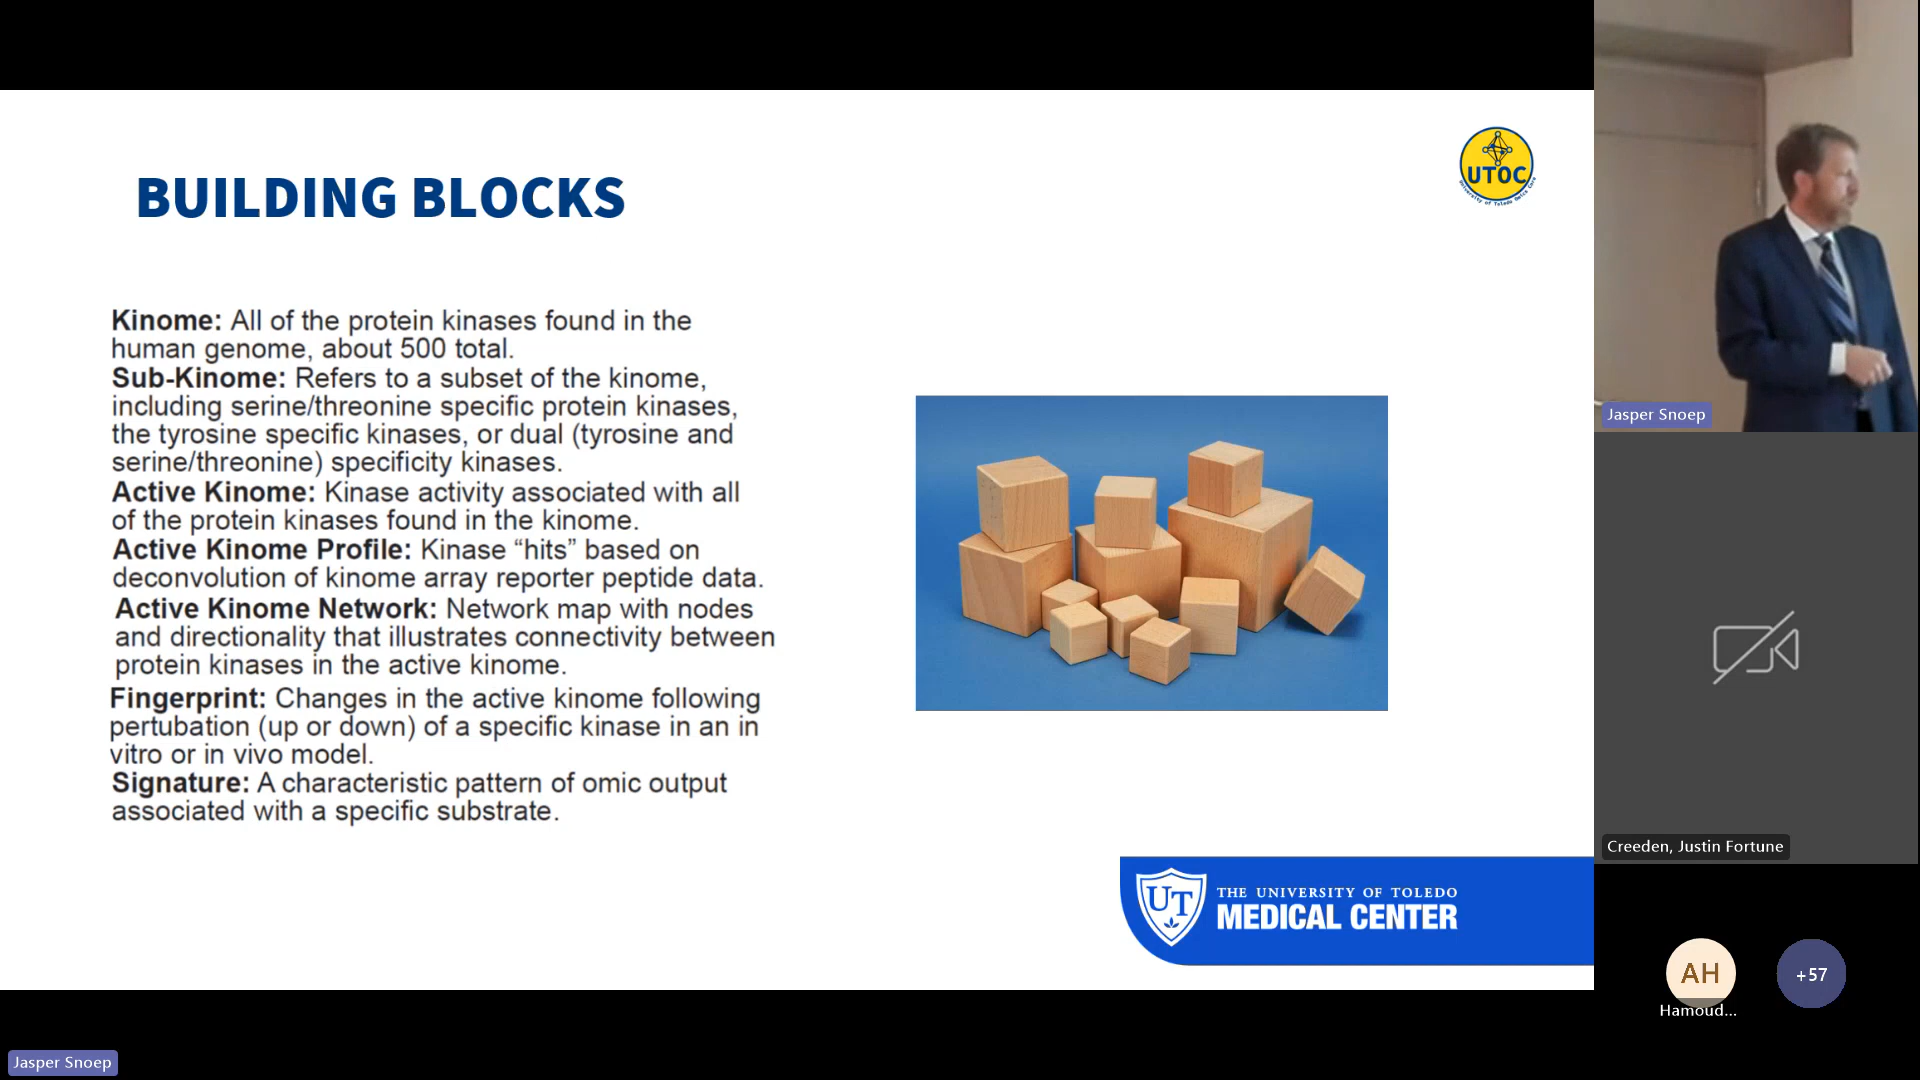 BUILDING BLOCKS
UTOC
University of Toledo Omics Core
Kinome: All of the protein kinases found in the
human genome, about 500 total.
Sub-Kinome: Refers to a subset of the kinome,
including serine/threonine specific protein kinases,
the tyrosine specific kinases, or dual (tyrosine and
serine/threonine) specificity kinases.
Active Kinome: Kinase activity associated with all
of the protein kinases found in the kinome.
Active Kinome Profile: Kinase “hits” based on
deconvolution of kinome array reporter peptide data.
Active Kinome Network: Network map with nodes
and directionality that illustrates connectivity between
protein kinases in the active kinome.
Fingerprint: Changes in the active kinome following
pertubation (up or down) of a specific kinase in an in
vitro or in vivo model.
Signature: A characteristic pattern of omic output
associated with a specific substrate.
UT
THE UNIVERSITY OF TOLEDO
MEDICAL CENTER
Jasper Snoep
Creeden, Justin Fortune
AH
+57
Hamoud...
Jasper Snoep